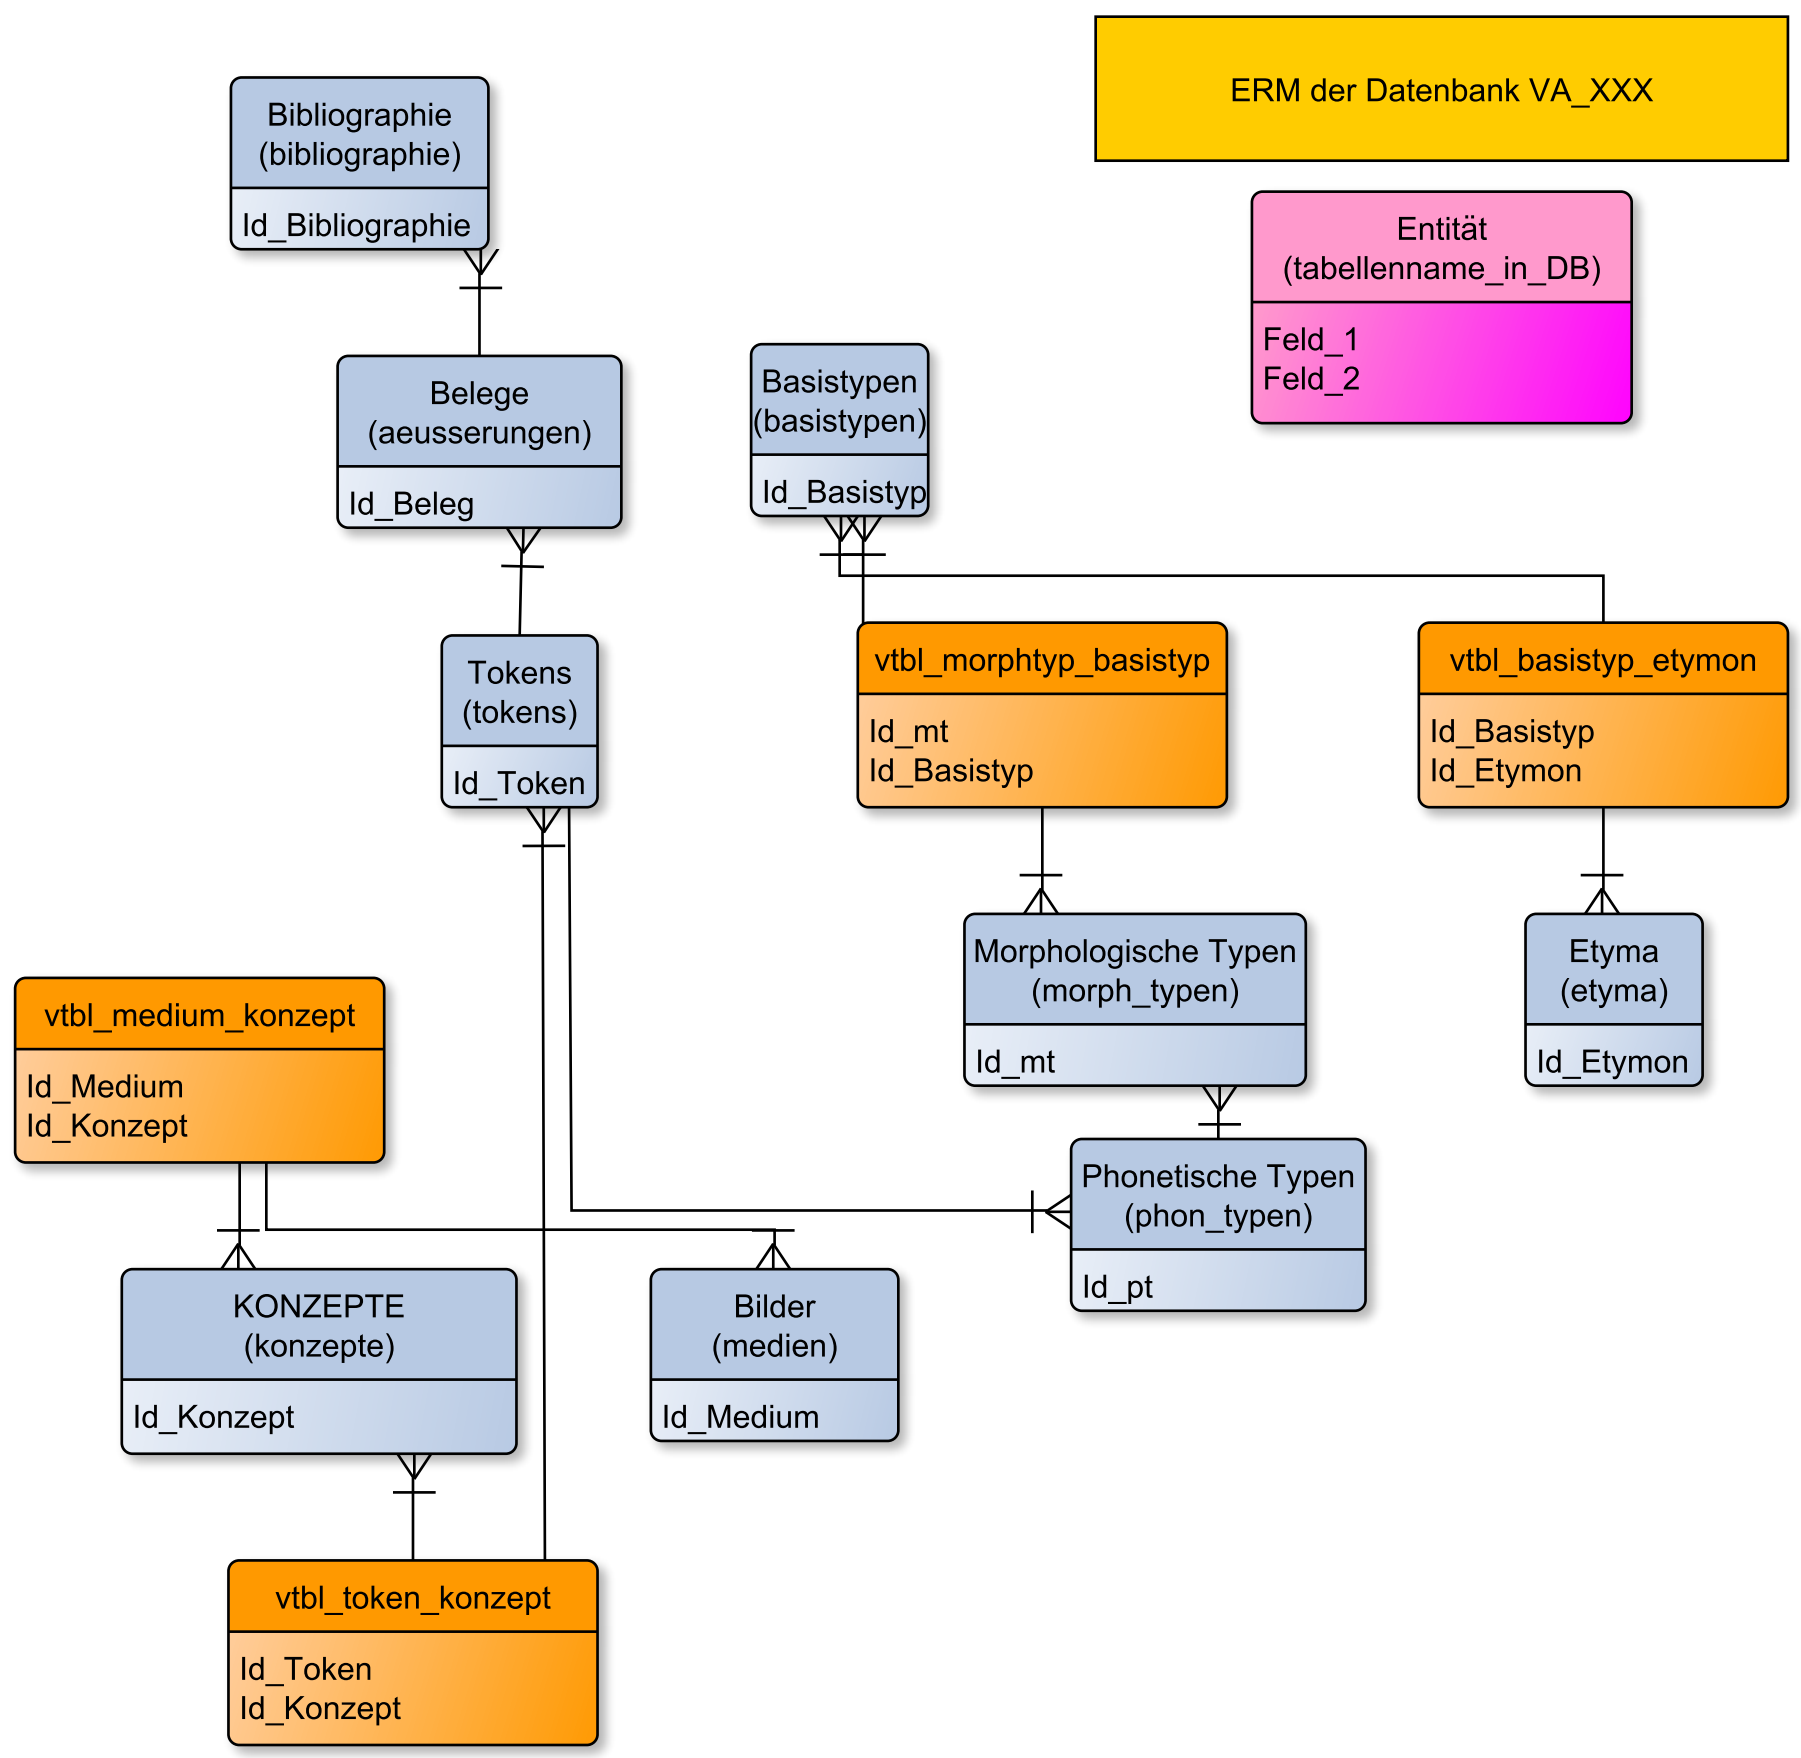 ERM der Datenbank VA_XXX
Bibliographie
(bibliographie)
Id_Bibliographie
Entität
(tabellenname_in_DB)
Feld_1
Feld_2
Belege
(aeusserungen)
Id_Beleg
Basistypen
(basistypen)
Id_Basistyp
Tokens
(tokens)
Id_Token
vtbl_morphtyp_basistyp
Id_mt
Id_Basistyp
vtbl_basistyp_etymon
Id_Basistyp
Id_Etymon
Morphologische Typen
(morph_typen)
Id_mt
Etyma
(etyma)
Id_Etymon
vtbl_medium_konzept
Id_Medium
Id_Konzept
Phonetische Typen
(phon_typen)
Id_pt
KONZEPTE
(konzepte)
Id_Konzept
Bilder
(medien)
Id_Medium
vtbl_token_konzept
Id_Token
Id_Konzept